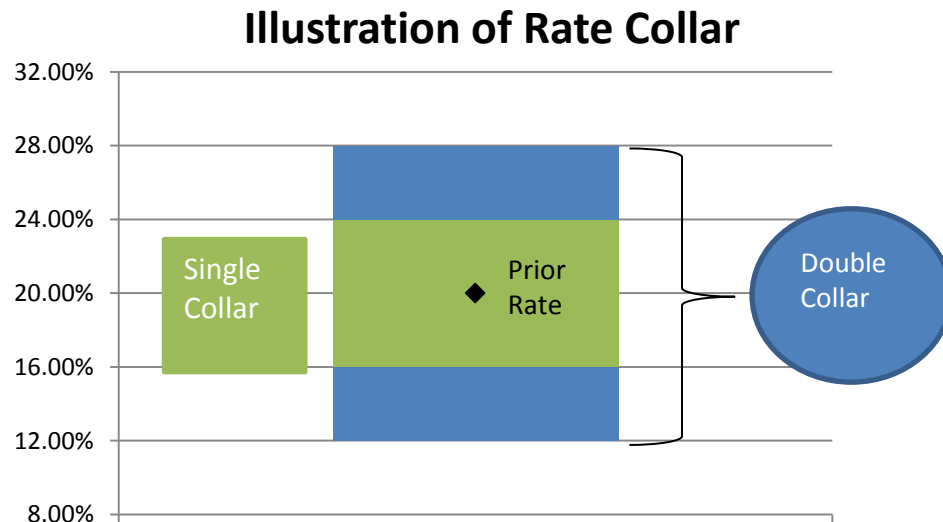 Illustration of Rate Collar
32.00%
28.00%
24.00%
Single
Collar
Prior
Rate
Double
Collar
20.00%
16.00%
12.00%
8.00%